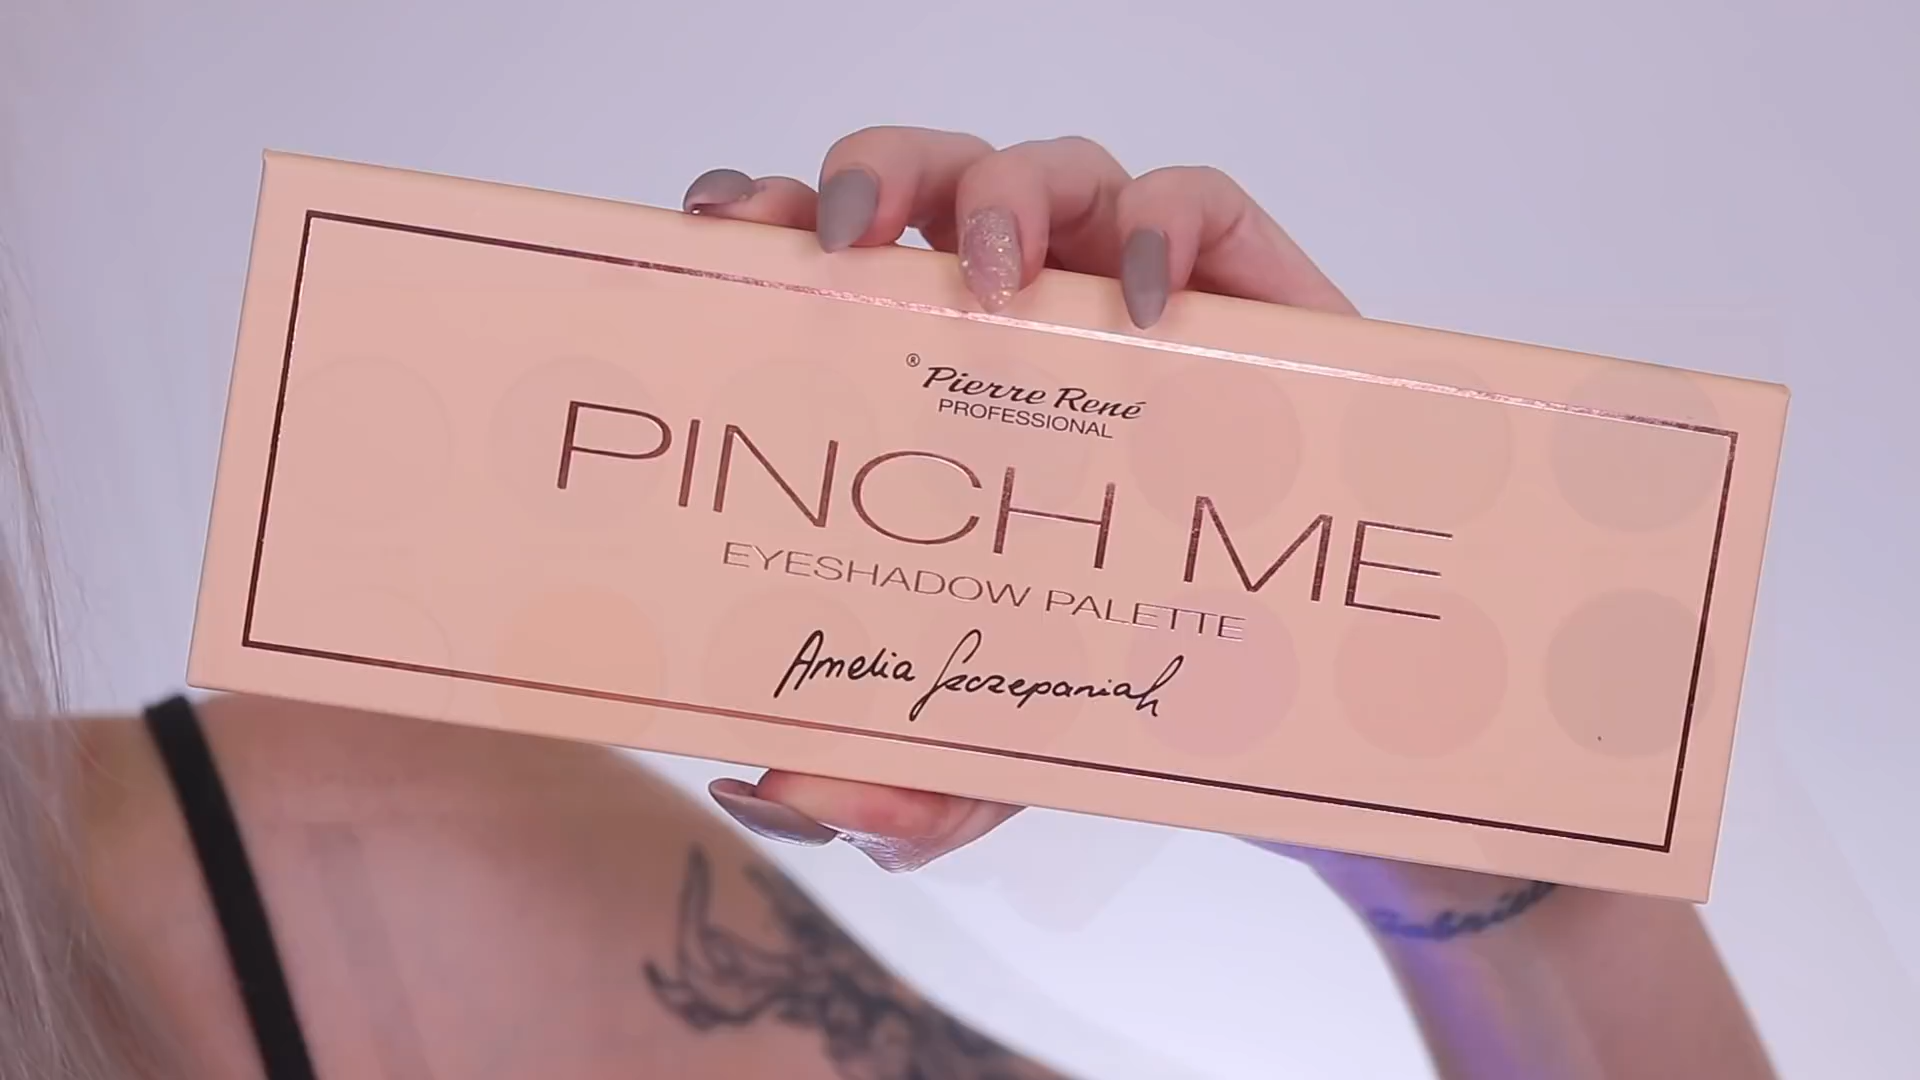 ® Pierre René
PROFESSIONAL
PINCH ME
EYESHADOW PALETTE
Amelia Szczepaniak